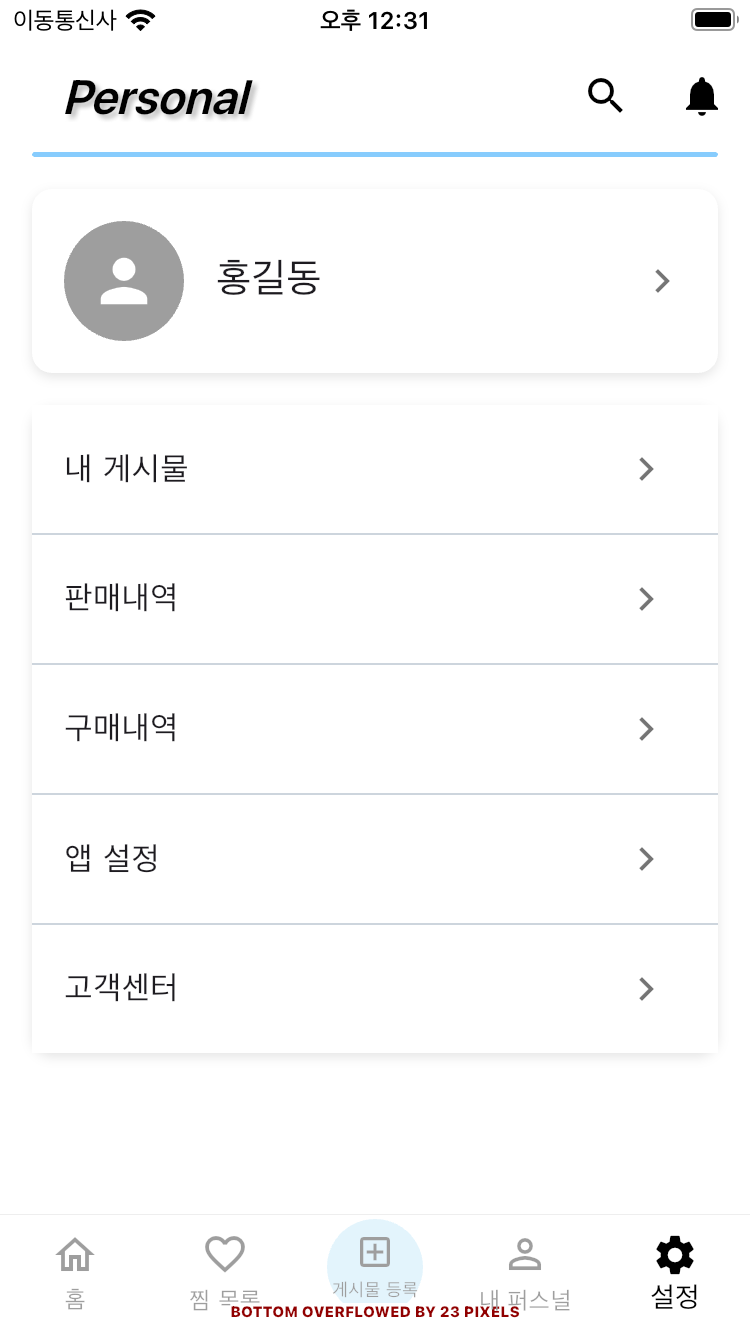 이동통신사 오후 12:31
Personal
홍길동
내 게시물
판매내역
구매내역
앱 설정
고객센터
홈 찜 목록 게시물 등록 내 퍼스널 설정
BOTTOM OVERFLOWED BY 23 PIXELS